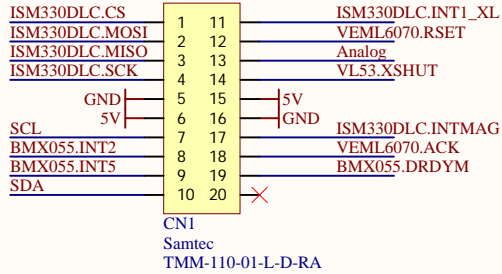 ISM330DLC.CS 1 11 ISM330DLC.INT1_XL
ISM330DLC.MOSI 2 12 VEML6070.RSET
ISM330DLC.MISO 3 13 Analog
ISM330DLC.SCK 4 14 VL53.XSHUT
GND 5 15 5V
5V 6 16 GND
SCL 7 17 ISM330DLC.INTMAG
BMX055.INT2 8 18 VEML6070.ACK
BMX055.INT5 9 19 BMX055.DRDYM
SDA 10 20
CN1
Samtec
TMM-110-01-L-D-RA